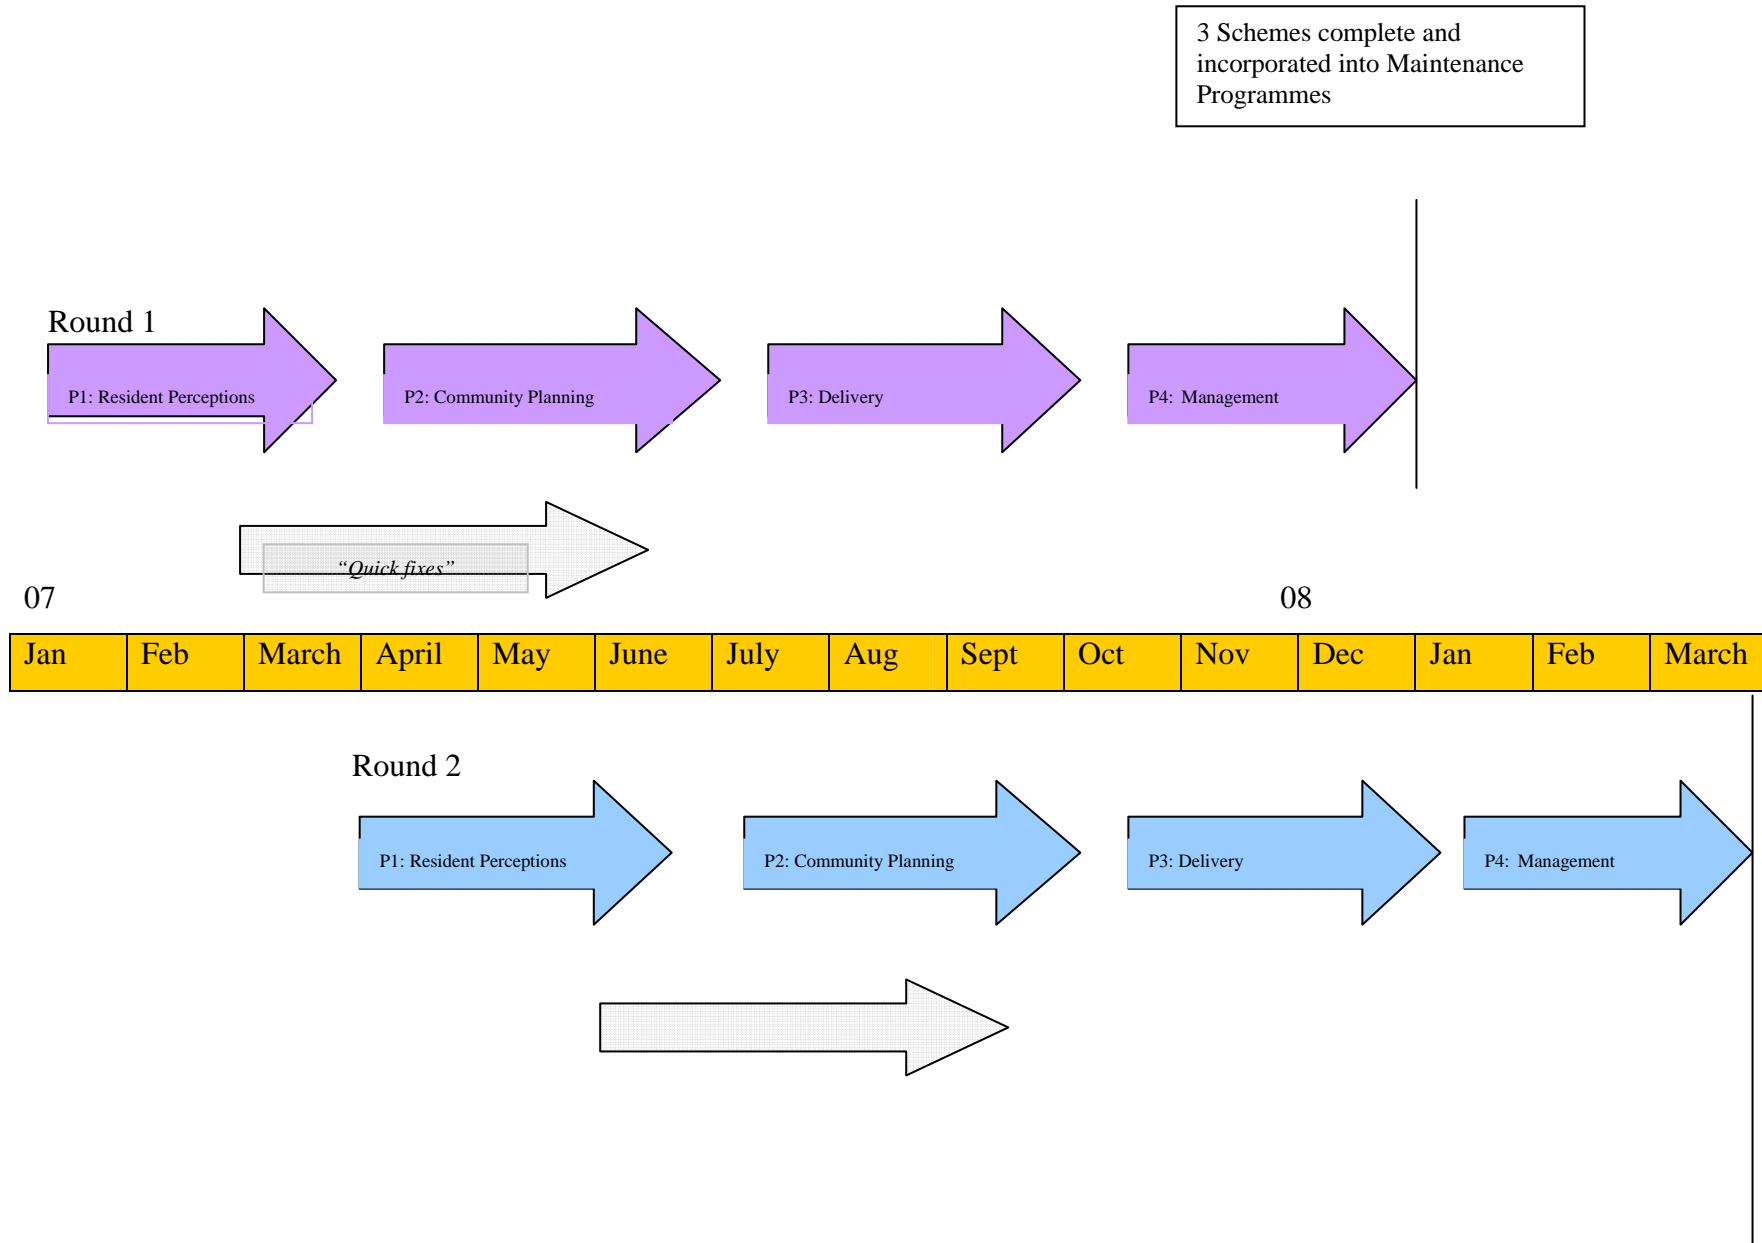 3 Schemes complete and
incorporated into Maintenance
Programmes
Round 1
P1: Resident Perceptions
P2: Community Planning
P3: Delivery
P4: Management
“Quick fixes”
07
08
Jan Feb March April May June July Aug Sept Oct Nov Dec Jan Feb March
Round 2
P1: Resident Perceptions
P2: Community Planning
P3: Delivery
P4: Management